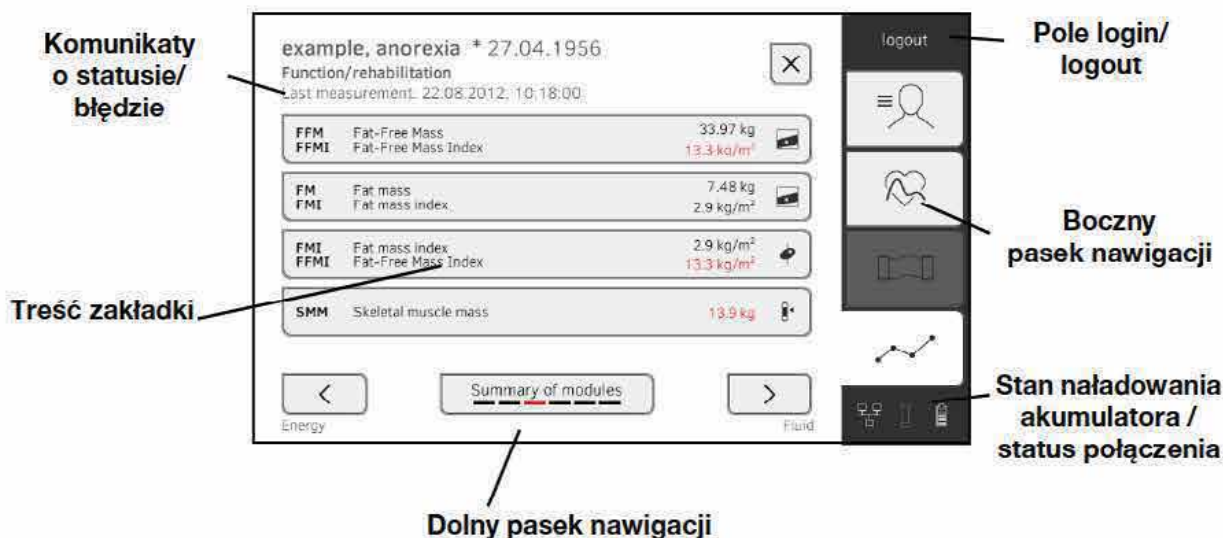 Komunikaty
o statusie/
błędzie
example, anorexia * 27.04.1956
Function/rehabilitation
Last measurement. 22.08.2012, 10:18:00
logout
Pole login/
logout
FFM Fat-Free Mass 33.97 kg
FFMI Fat-Free Mass Index 13.3 kg/m²
FM Fat mass 7.48 kg
FMI Fat mass index 2.9 kg/m²
Boczny
pasek nawigacji
FMI Fat mass index 2.9 kg/m²
FFMI Fat-Free Mass Index 13.3 kg/m²
Treść zakładki
SMM Skeletal muscle mass 13.9 kg
< Summary of modules >
Energy Fluid
Stan naładowania
akumulatora /
status połączenia
Dolny pasek nawigacji